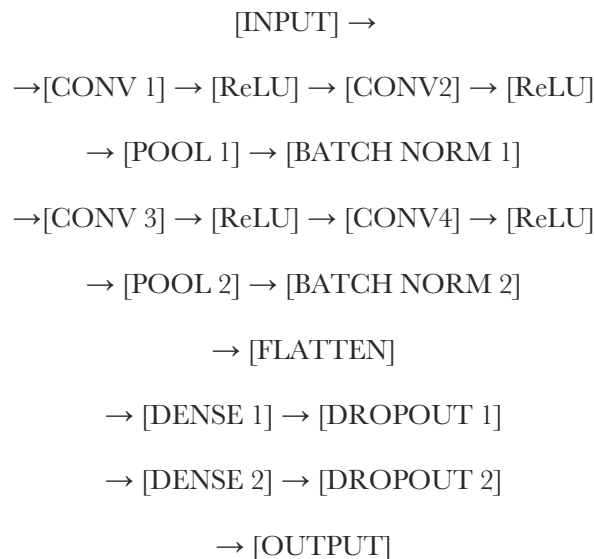 [INPUT] →
→[CONV 1] → [ReLU] → [CONV2] → [ReLU]
→ [POOL 1] → [BATCH NORM 1]
→[CONV 3] → [ReLU] → [CONV4] → [ReLU]
→ [POOL 2] → [BATCH NORM 2]
→ [FLATTEN]
→ [DENSE 1] → [DROPOUT 1]
→ [DENSE 2] → [DROPOUT 2]
→ [OUTPUT]